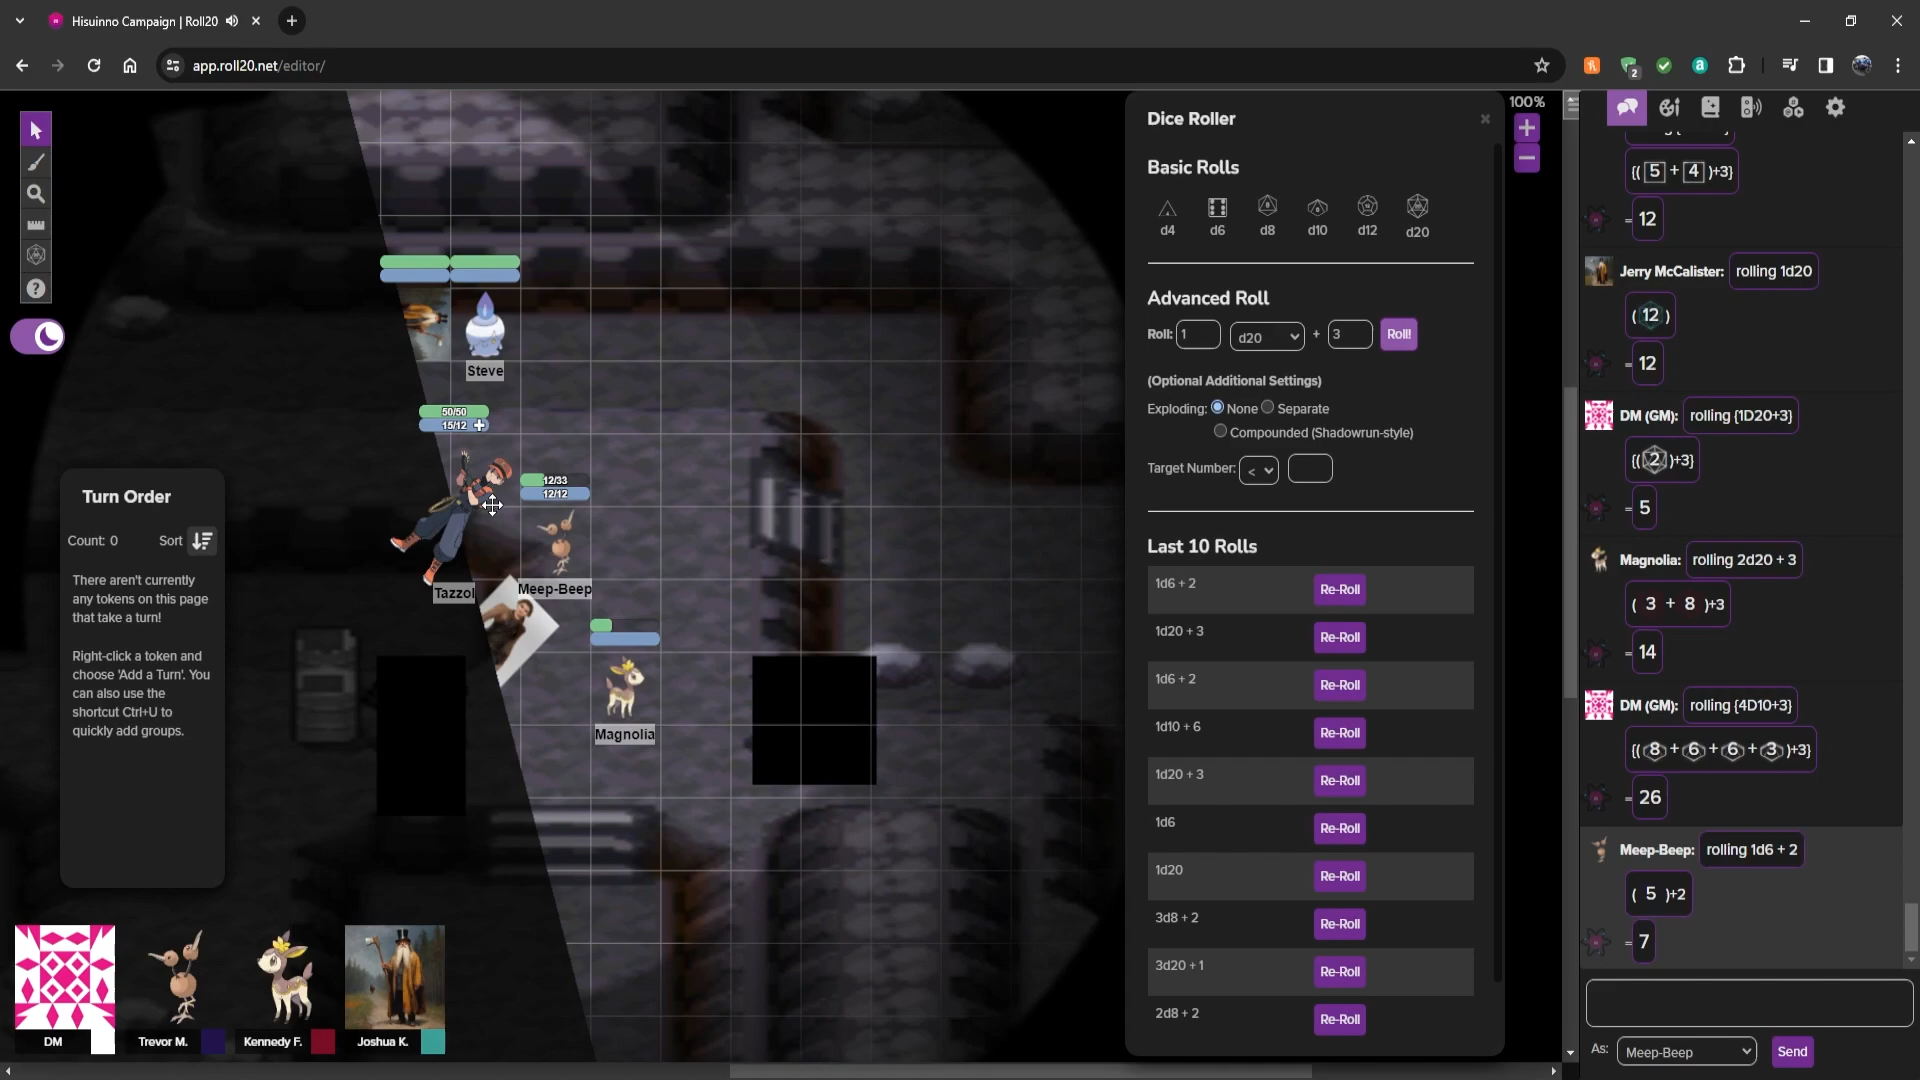 Hisuinno Campaign | Roll20
app.roll20.net/editor/
Steve
50/50
15/12
12/33
12/12
Tazzol
Meep-Beep
Magnolia
Turn Order
Count: 0
Sort
There aren't currently
any tokens on this page
that take a turn!
Right-click a token and
choose 'Add a Turn'. You
can also use the
shortcut Ctrl+U to
quickly add groups.
DM
Trevor M.
Kennedy F.
Joshua K.
Dice Roller
Basic Rolls
d4
d6
d8
d10
d12
d20
Advanced Roll
Roll: 1 d20 + 3 Roll!
(Optional Additional Settings)
Exploding: None Separate
Compounded (Shadowrun-style)
Target Number: <
Last 10 Rolls
1d6 + 2 Re-Roll
1d20 + 3 Re-Roll
1d6 + 2 Re-Roll
1d10 + 6 Re-Roll
1d20 + 3 Re-Roll
1d6 Re-Roll
1d20 Re-Roll
3d8 + 2 Re-Roll
3d20 + 1 Re-Roll
2d8 + 2 Re-Roll
100%
2
{(5 + 4)+3}
= 12
Jerry McCalister: rolling 1d20
(12)
= 12
DM (GM): rolling {1D20+3}
{(2)+3}
= 5
Magnolia: rolling 2d20 + 3
(3 + 8)+3
= 14
DM (GM): rolling {4D10+3}
{(8+6+6+3)+3}
= 26
Meep-Beep: rolling 1d6 + 2
(5)+2
= 7
As: Meep-Beep Send